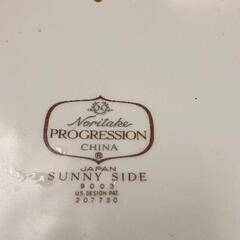 N
Noritake
PROGRESSION
CHINA
®
JAPAN
SUNNY SIDE
9003
U.S. DESIGN PAT.
207730